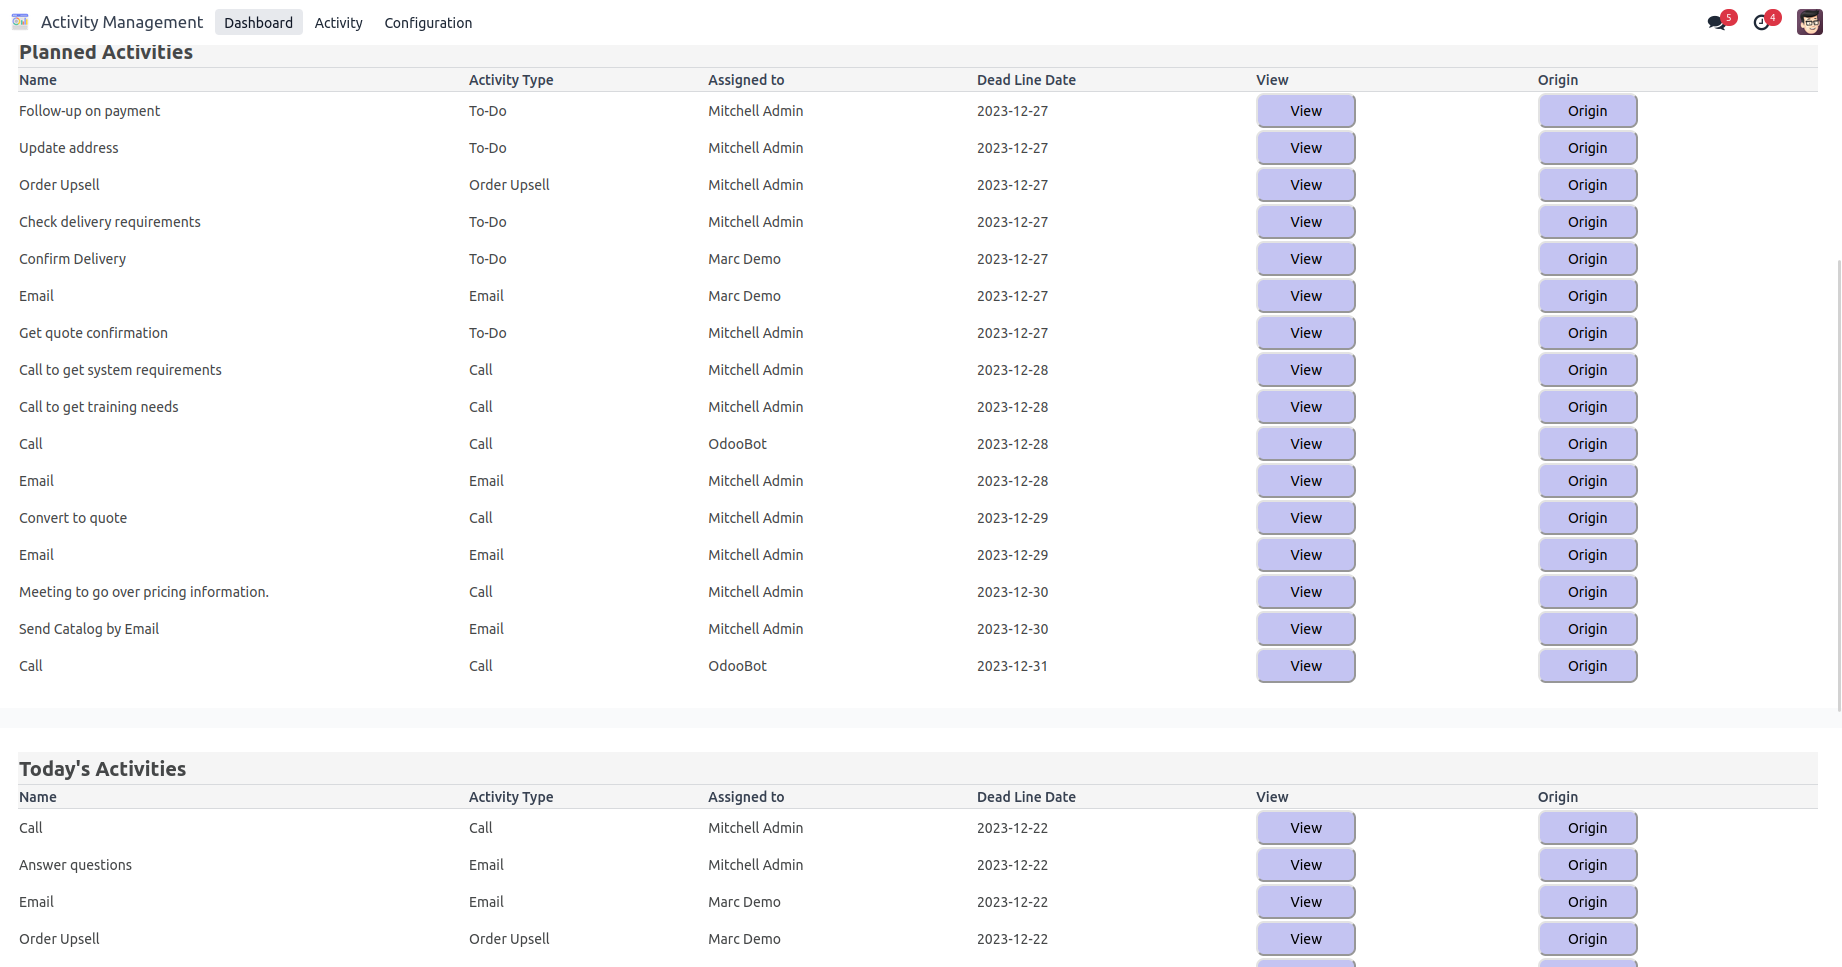 Activity Management Dashboard Activity Configuration 5 4
Planned Activities
Name Activity Type Assigned to Dead Line Date View Origin
Follow-up on payment To-Do Mitchell Admin 2023-12-27 View Origin
Update address To-Do Mitchell Admin 2023-12-27 View Origin
Order Upsell Order Upsell Mitchell Admin 2023-12-27 View Origin
Check delivery requirements To-Do Mitchell Admin 2023-12-27 View Origin
Confirm Delivery To-Do Marc Demo 2023-12-27 View Origin
Email Email Marc Demo 2023-12-27 View Origin
Get quote confirmation To-Do Mitchell Admin 2023-12-27 View Origin
Call to get system requirements Call Mitchell Admin 2023-12-28 View Origin
Call to get training needs Call Mitchell Admin 2023-12-28 View Origin
Call Call OdooBot 2023-12-28 View Origin
Email Email Mitchell Admin 2023-12-28 View Origin
Convert to quote Call Mitchell Admin 2023-12-29 View Origin
Email Email Mitchell Admin 2023-12-29 View Origin
Meeting to go over pricing information. Call Mitchell Admin 2023-12-30 View Origin
Send Catalog by Email Email Mitchell Admin 2023-12-30 View Origin
Call Call OdooBot 2023-12-31 View Origin
Today's Activities
Name Activity Type Assigned to Dead Line Date View Origin
Call Call Mitchell Admin 2023-12-22 View Origin
Answer questions Email Mitchell Admin 2023-12-22 View Origin
Email Email Marc Demo 2023-12-22 View Origin
Order Upsell Order Upsell Marc Demo 2023-12-22 View Origin